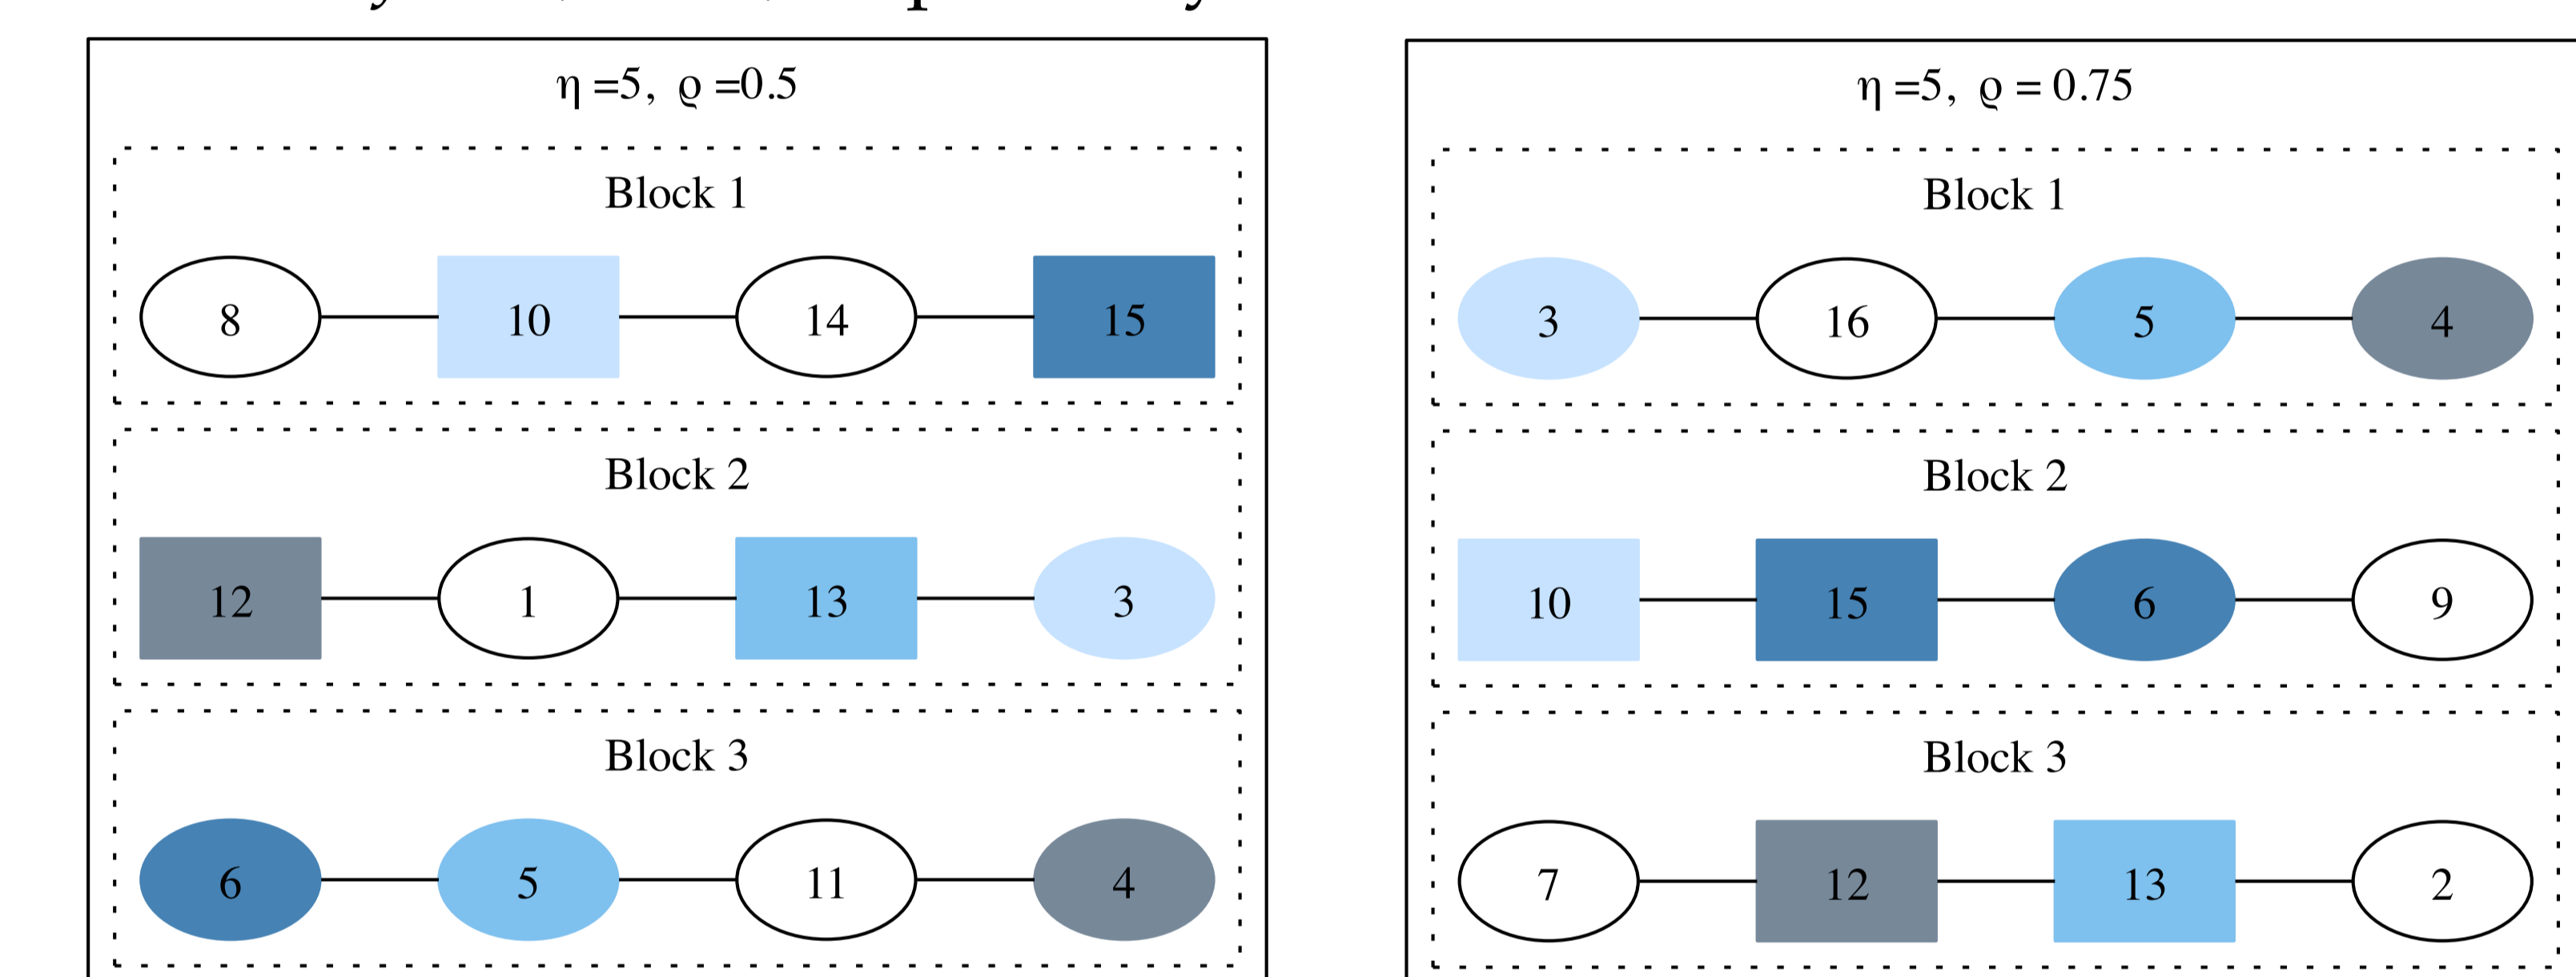 η =5, ϱ =0.5
Block 1
8 10 14 15
Block 2
12 1 13 3
Block 3
6 5 11 4
η =5, ϱ = 0.75
Block 1
3 16 5 4
Block 2
10 15 6 9
Block 3
7 12 13 2